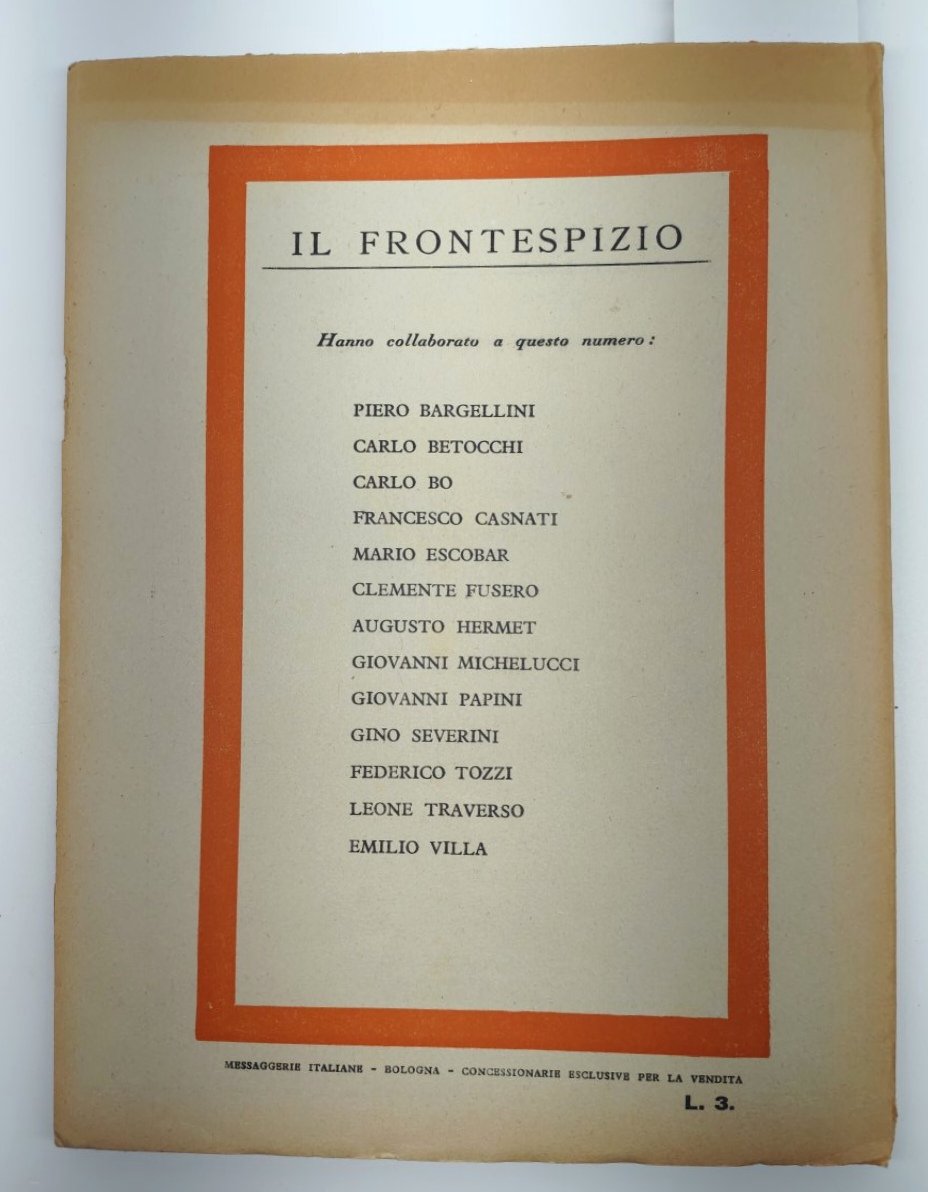 IL FRONTESPIZIO
Hanno collaborato a questo numero:
PIERO BARGELLINI
CARLO BETOCCHI
CARLO BO
FRANCESCO CASNATI
MARIO ESCOBAR
CLEMENTE FUSERO
AUGUSTO HERMET
GIOVANNI MICHELUCCI
GIOVANNI PAPINI
GINO SEVERINI
FEDERICO TOZZI
LEONE TRAVERSO
EMILIO VILLA
MESSAGGERIE ITALIANE - BOLOGNA - CONCESSIONARIE ESCLUSIVE PER LA VENDITA
L. 3.